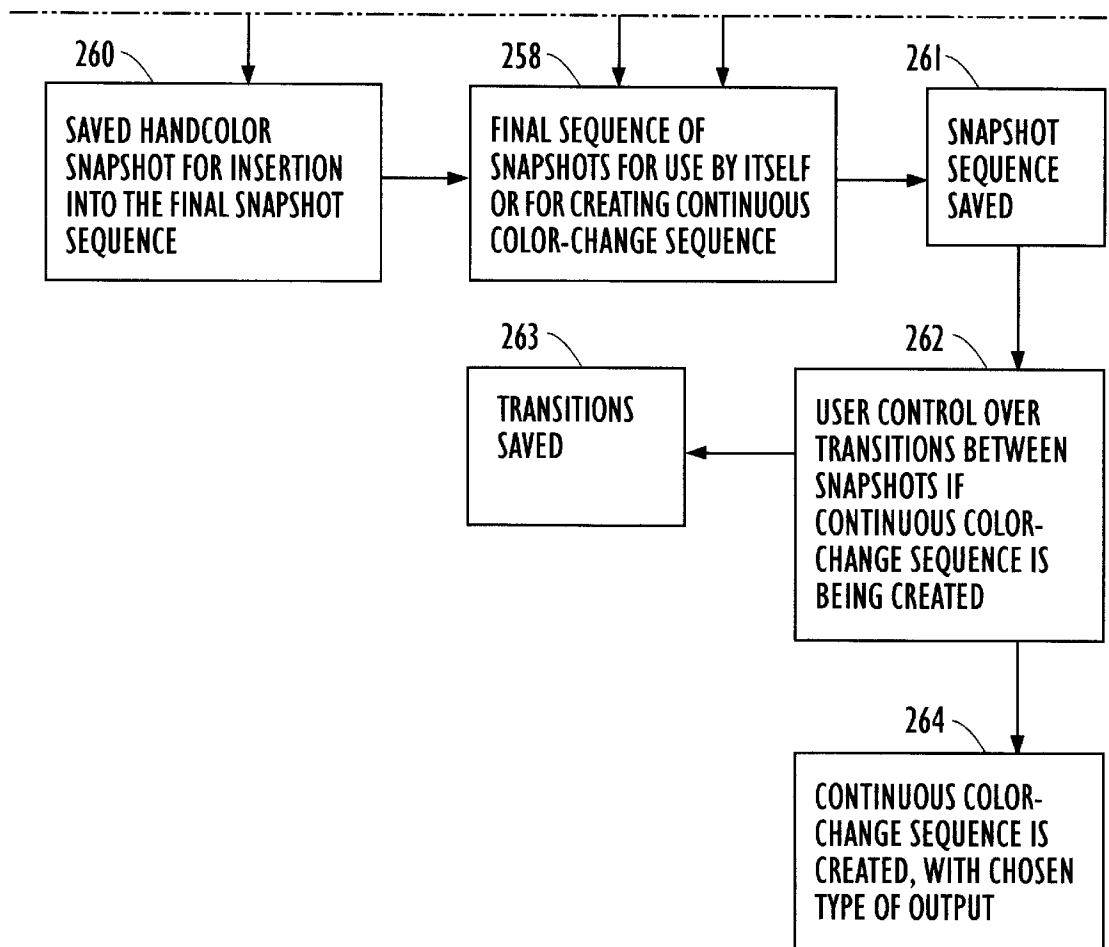 260
SAVED HANDCOLOR
SNAPSHOT FOR INSERTION
INTO THE FINAL SNAPSHOT
SEQUENCE
258
FINAL SEQUENCE OF
SNAPSHOTS FOR USE BY ITSELF
OR FOR CREATING CONTINUOUS
COLOR-CHANGE SEQUENCE
261
SNAPSHOT
SEQUENCE
SAVED
263
TRANSITIONS
SAVED
262
USER CONTROL OVER
TRANSITIONS BETWEEN
SNAPSHOTS IF
CONTINUOUS COLOR-
CHANGE SEQUENCE IS
BEING CREATED
264
CONTINUOUS COLOR-
CHANGE SEQUENCE IS
CREATED, WITH CHOSEN
TYPE OF OUTPUT